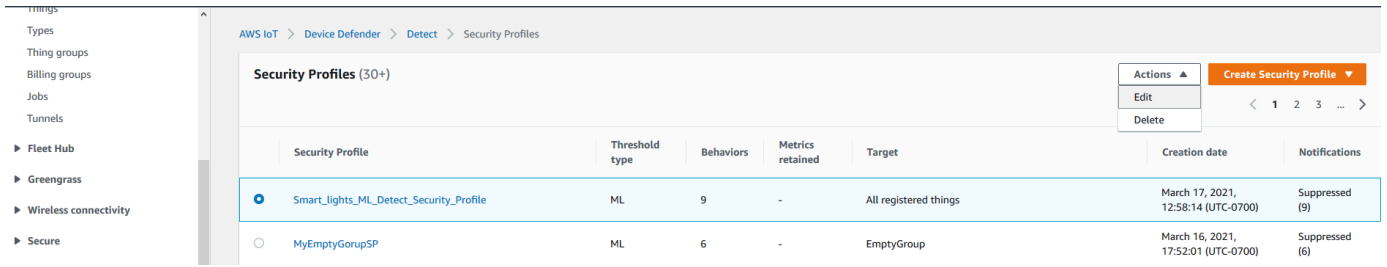 Things
Types
Thing groups
Billing groups
Jobs
Tunnels
Fleet Hub
Greengrass
Wireless connectivity
Secure
AWS IoT > Device Defender > Detect > Security Profiles
Security Profiles (30+)
Actions ▲
Create Security Profile ▼
Edit
Delete
< 1 2 3 ... >
Security Profile Threshold type Behaviors Metrics retained Target Creation date Notifications
Smart_lights_ML_Detect_Security_Profile ML 9 - All registered things March 17, 2021, 12:58:14 (UTC-0700) Suppressed (9)
MyEmptyGorupSP ML 6 - EmptyGroup March 16, 2021, 17:52:01 (UTC-0700) Suppressed (6)